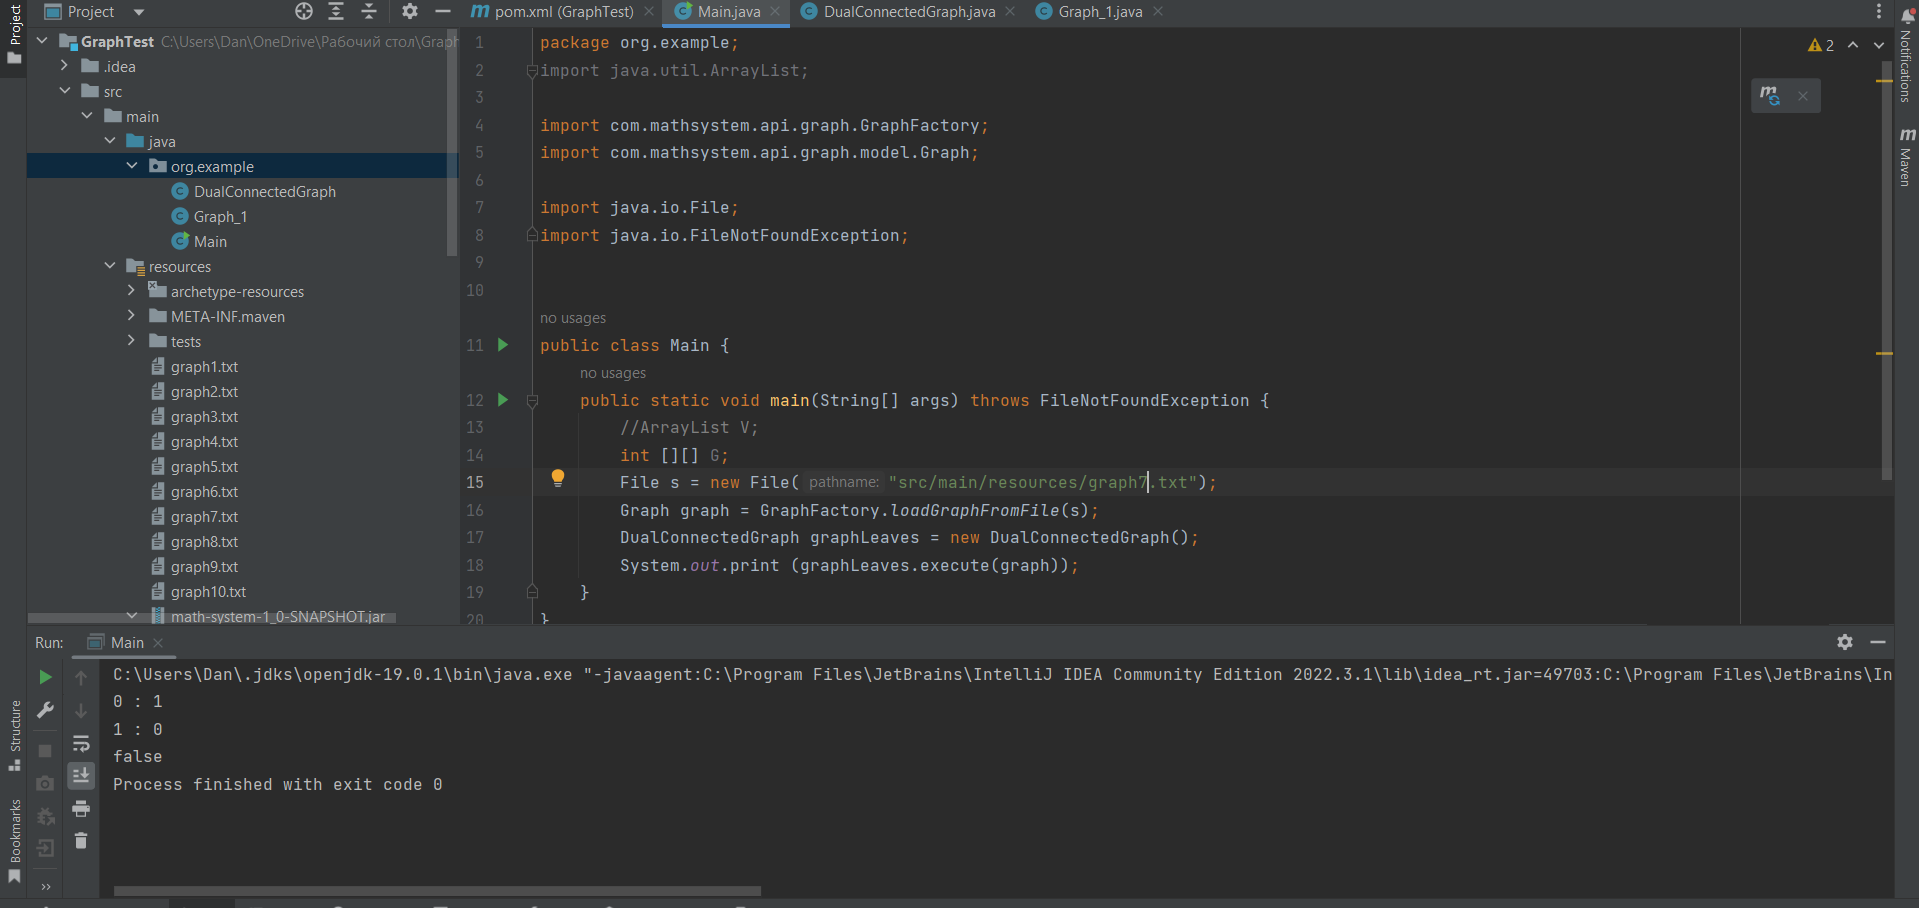 Project
pom.xml (GraphTest)
Main.java
DualConnectedGraph.java
Graph_1.java
Project
GraphTest C:\Users\Dan\OneDrive\Рабочий стол\Graph
.idea
src
main
java
org.example
DualConnectedGraph
Graph_1
Main
resources
archetype-resources
META-INF.maven
tests
graph1.txt
graph2.txt
graph3.txt
graph4.txt
graph5.txt
graph6.txt
graph7.txt
graph8.txt
graph9.txt
graph10.txt
math-system-1_0-SNAPSHOT.jar
1 package org.example;
2 import java.util.ArrayList;
3
4 import com.mathsystem.api.graph.GraphFactory;
5 import com.mathsystem.api.graph.model.Graph;
6
7 import java.io.File;
8 import java.io.FileNotFoundException;
9
10
no usages
11 public class Main {
no usages
12 public static void main(String[] args) throws FileNotFoundException {
13 //ArrayList V;
14 int [][] G;
15 File s = new File( pathname: "src/main/resources/graph7.txt");
16 Graph graph = GraphFactory.loadGraphFromFile(s);
17 DualConnectedGraph graphLeaves = new DualConnectedGraph();
18 System.out.print (graphLeaves.execute(graph));
19 }
20 }
2
Notifications
Maven
Run: Main
C:\Users\Dan\.jdks\openjdk-19.0.1\bin\java.exe "-javaagent:C:\Program Files\JetBrains\IntelliJ IDEA Community Edition 2022.3.1\lib\idea_rt.jar=49703:C:\Program Files\JetBrains\In
0 : 1
1 : 0
false
Process finished with exit code 0
Structure
Bookmarks